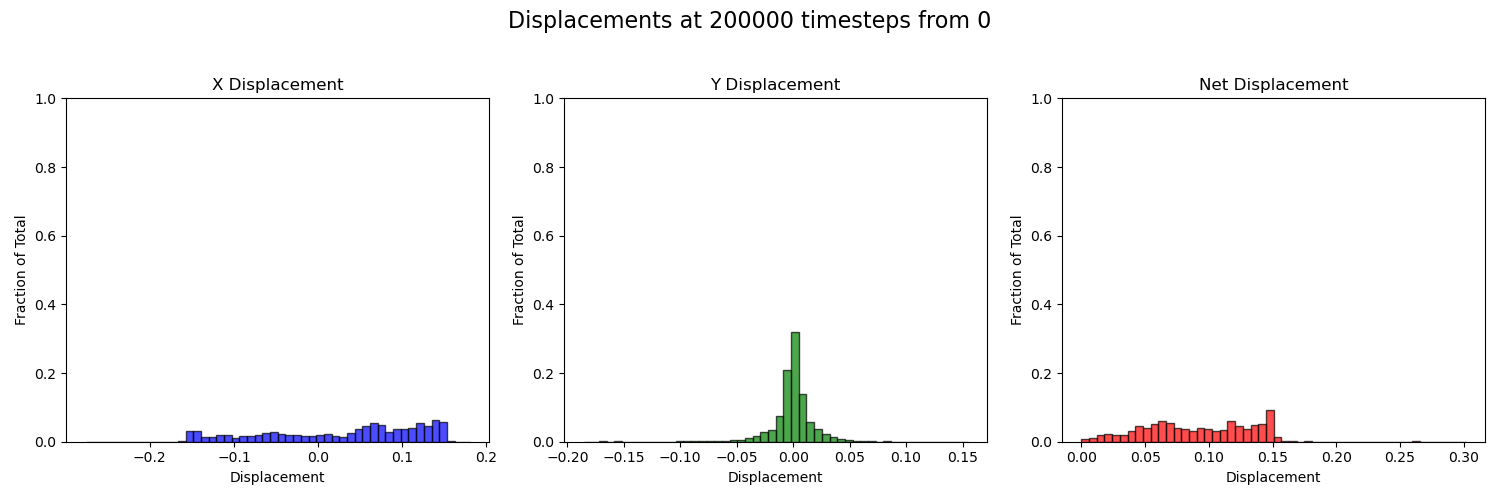 Displacements at 200000 timesteps from 0
X Displacement
Fraction of Total
1.0
0.8
0.6
0.4
0.2
0.0
−0.2 −0.1 0.0 0.1 0.2
Displacement
Y Displacement
Fraction of Total
1.0
0.8
0.6
0.4
0.2
0.0
−0.20 −0.15 −0.10 −0.05 0.00 0.05 0.10 0.15
Displacement
Net Displacement
Fraction of Total
1.0
0.8
0.6
0.4
0.2
0.0
0.00 0.05 0.10 0.15 0.20 0.25 0.30
Displacement